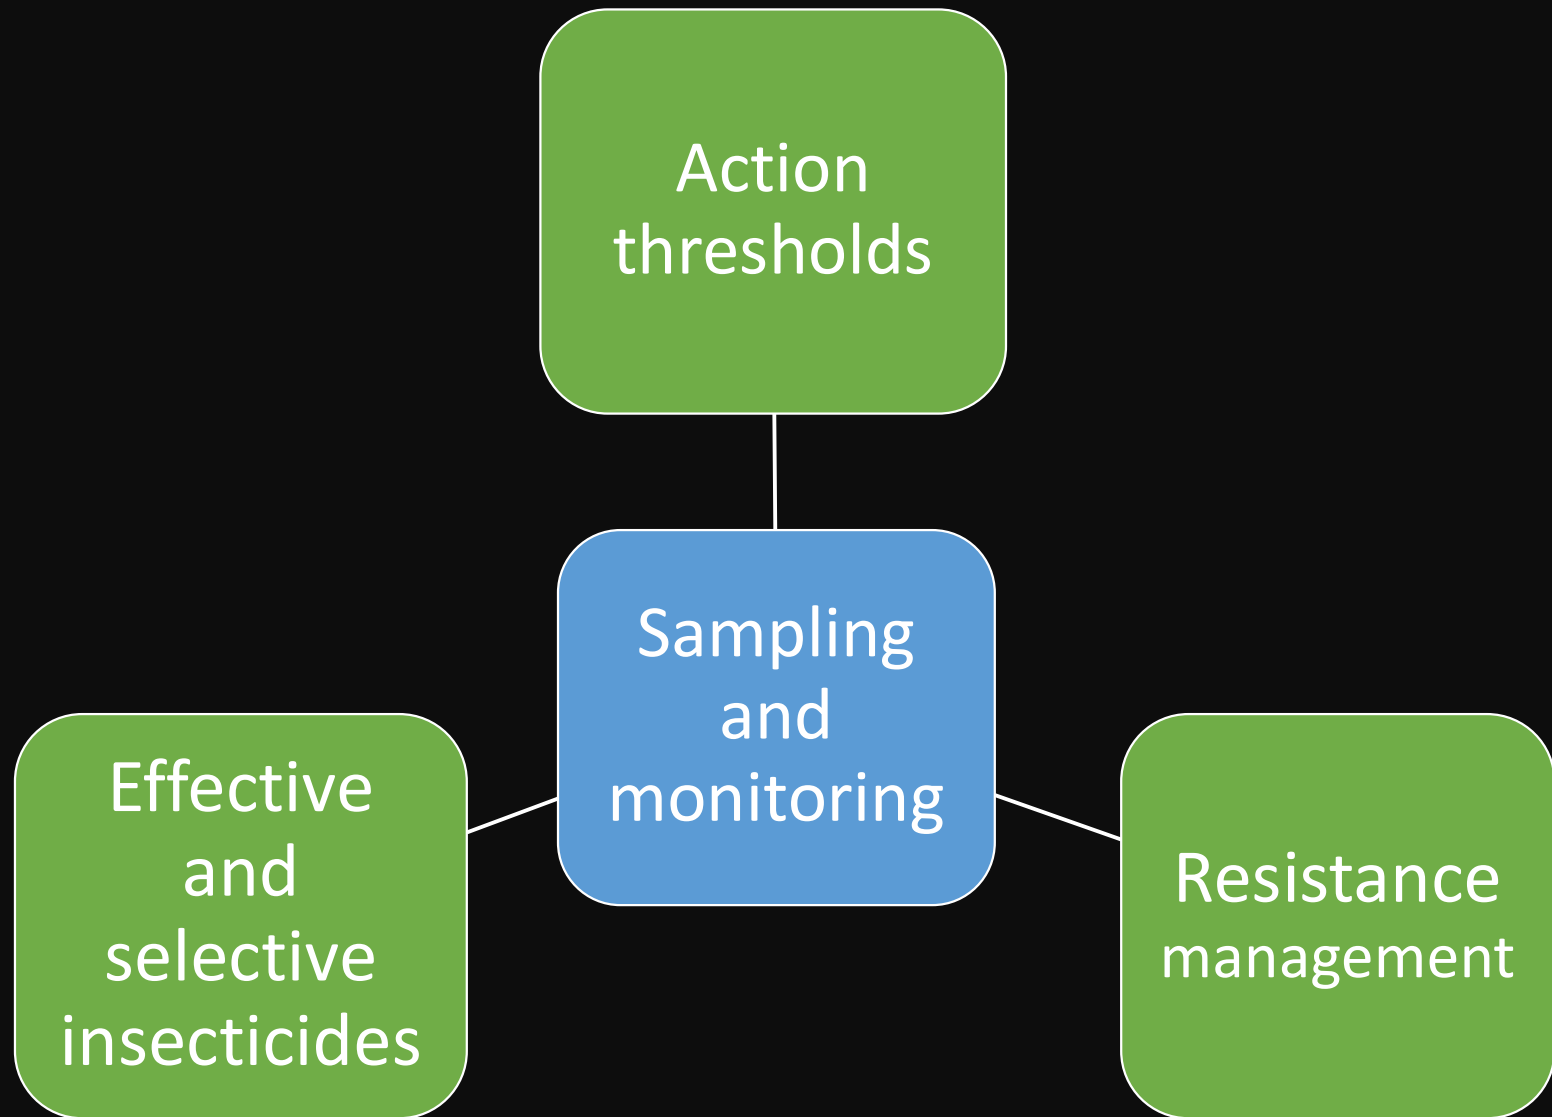 Action
thresholds
Sampling
and
monitoring
Effective
and
selective
insecticides
Resistance
management